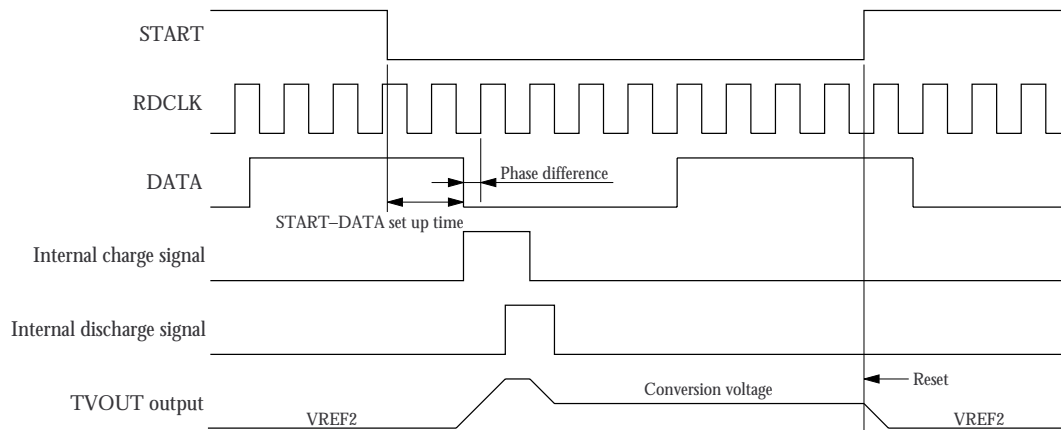 START
RDCLK
DATA
Phase difference
START–DATA set up time
Internal charge signal
Internal discharge signal
TVOUT output
VREF2
Conversion voltage
Reset
VREF2